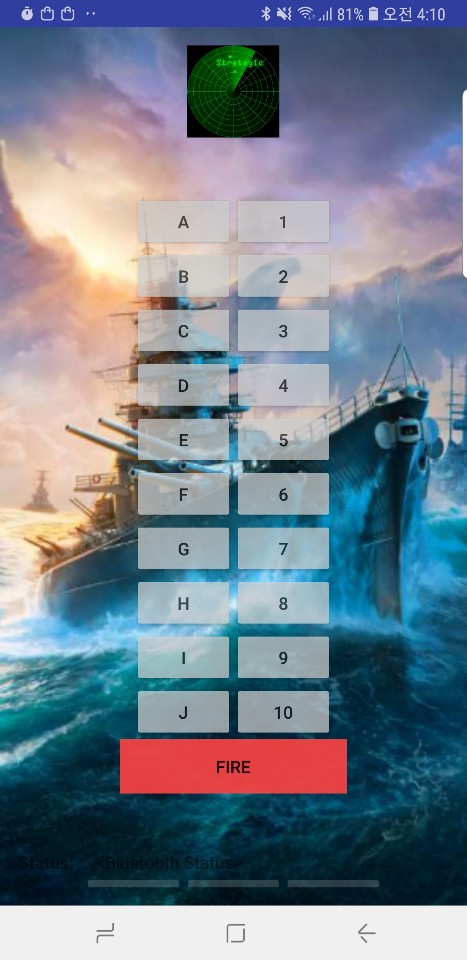 81% 오전 4:10
Strategic
A 1
B 2
C 3
D 4
E 5
F 6
G 7
H 8
I 9
J 10
FIRE
Status: <Bluetooth Status>